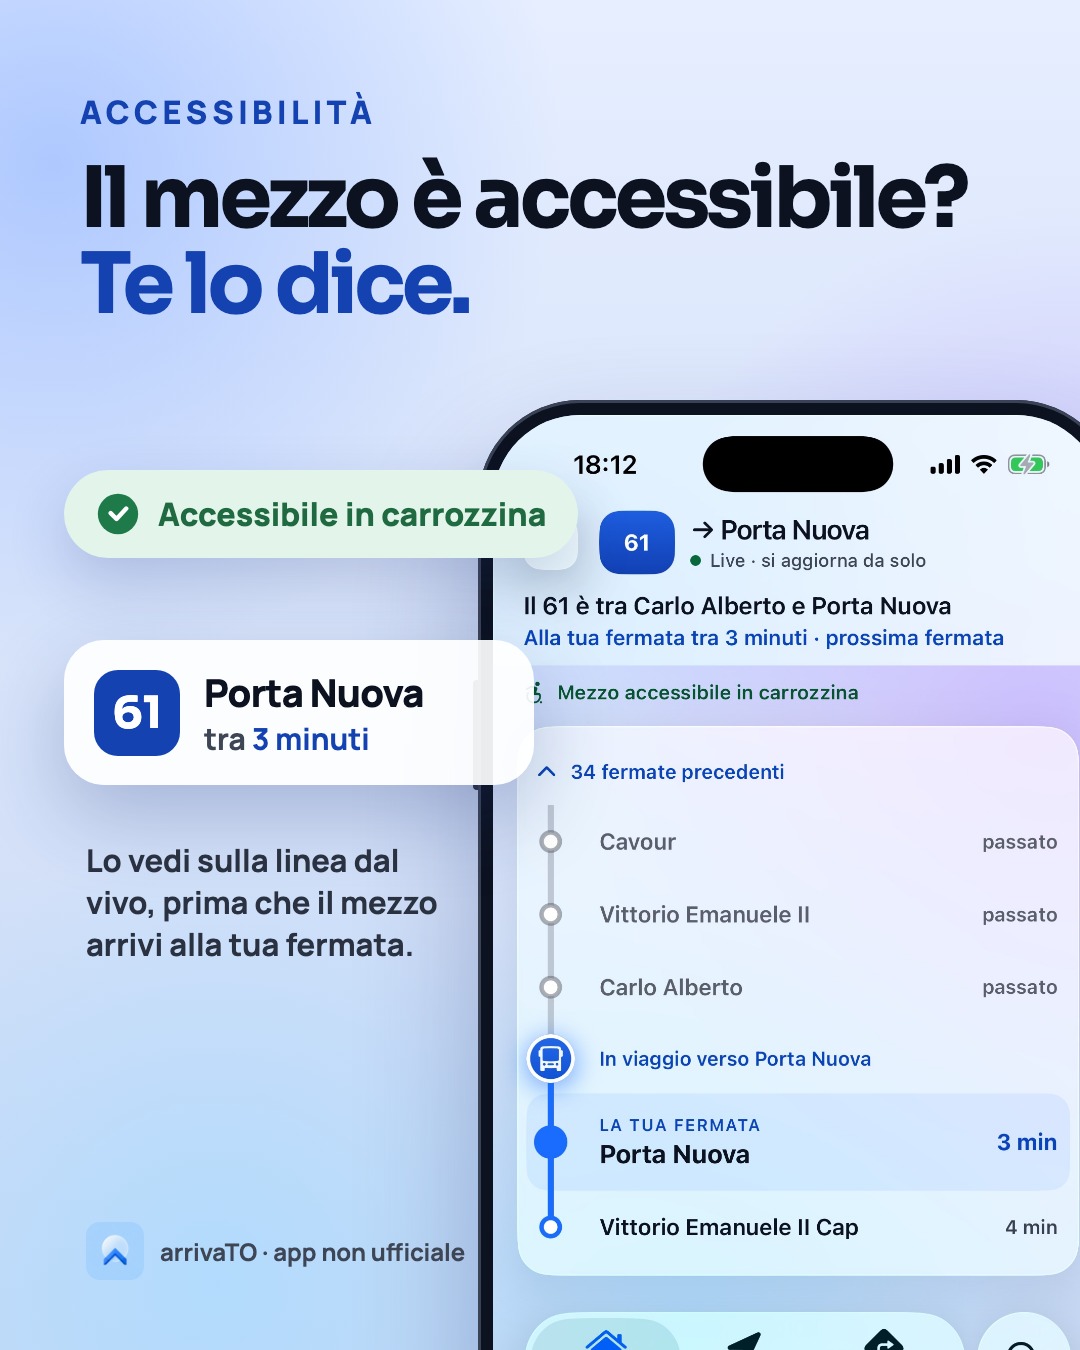 ACCESSIBILITÀ
Il mezzo è accessibile?
Te lo dice.
18:12
Accessibile in carrozzina
61
→ Porta Nuova
Live · si aggiorna da solo
Il 61 è tra Carlo Alberto e Porta Nuova
Alla tua fermata tra 3 minuti · prossima fermata
Mezzo accessibile in carrozzina
61
Porta Nuova
tra 3 minuti
34 fermate precedenti
Cavour passato
Vittorio Emanuele II passato
Carlo Alberto passato
In viaggio verso Porta Nuova
LA TUA FERMATA
Porta Nuova 3 min
Vittorio Emanuele II Cap 4 min
Lo vedi sulla linea dal
vivo, prima che il mezzo
arrivi alla tua fermata.
arrivaTO · app non ufficiale